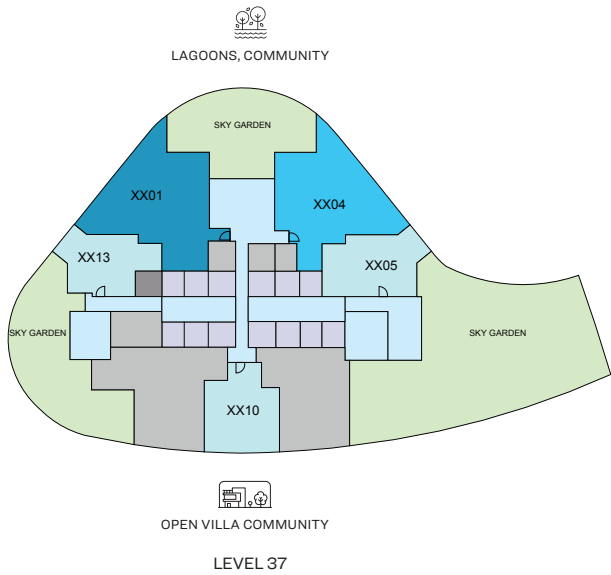 LAGOONS, COMMUNITY
SKY GARDEN
XX01
XX04
XX13
XX05
SKY GARDEN
SKY GARDEN
XX10
OPEN VILLA COMMUNITY
LEVEL 37